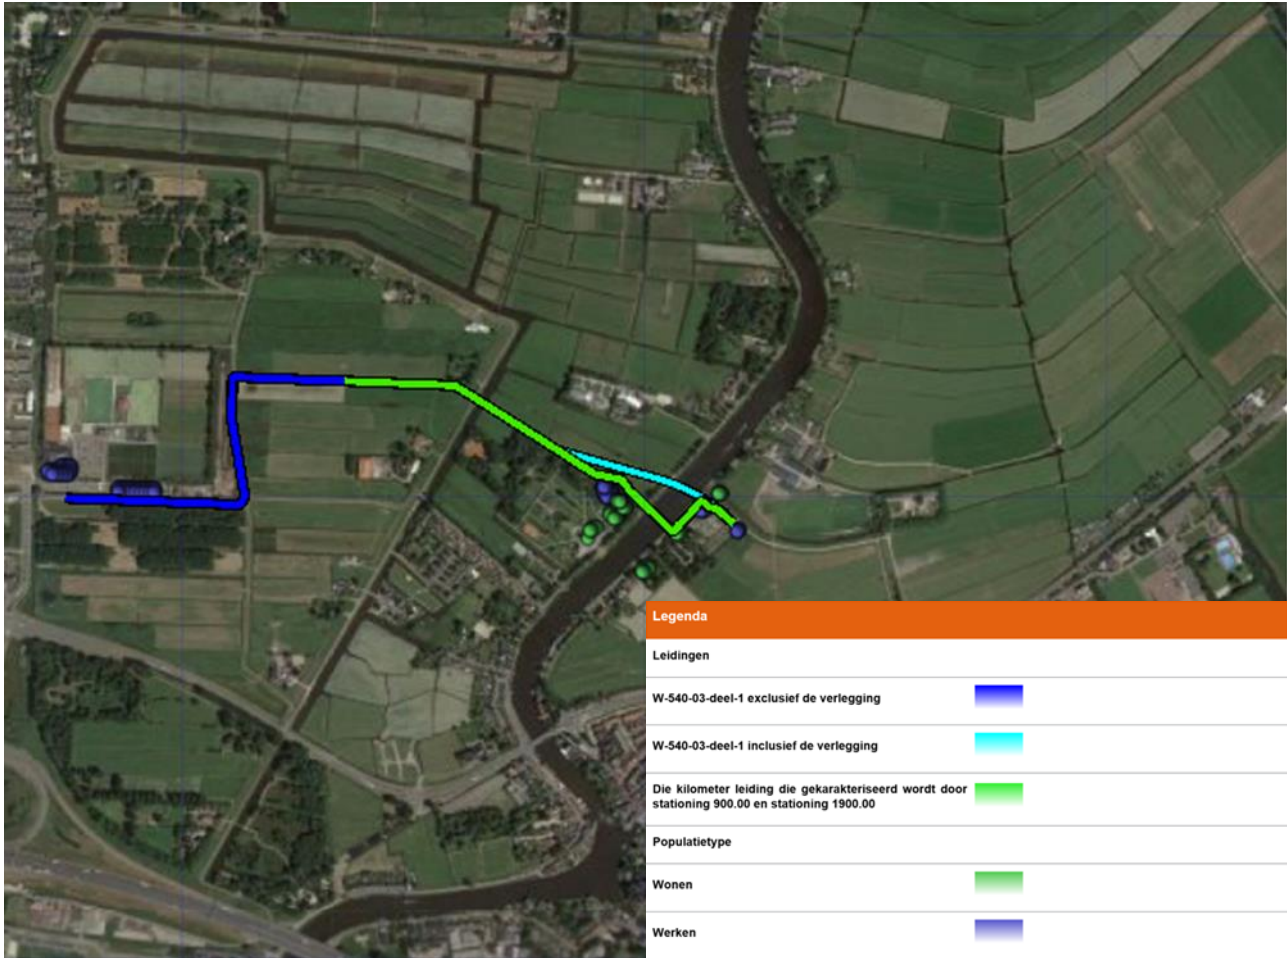 Legenda
Leidingen
W-540-03-deel-1 exclusief de verlegging
W-540-03-deel-1 inclusief de verlegging
Die kilometer leiding die gekarakteriseerd wordt door
stationing 900.00 en stationing 1900.00
Populatietype
Wonen
Werken